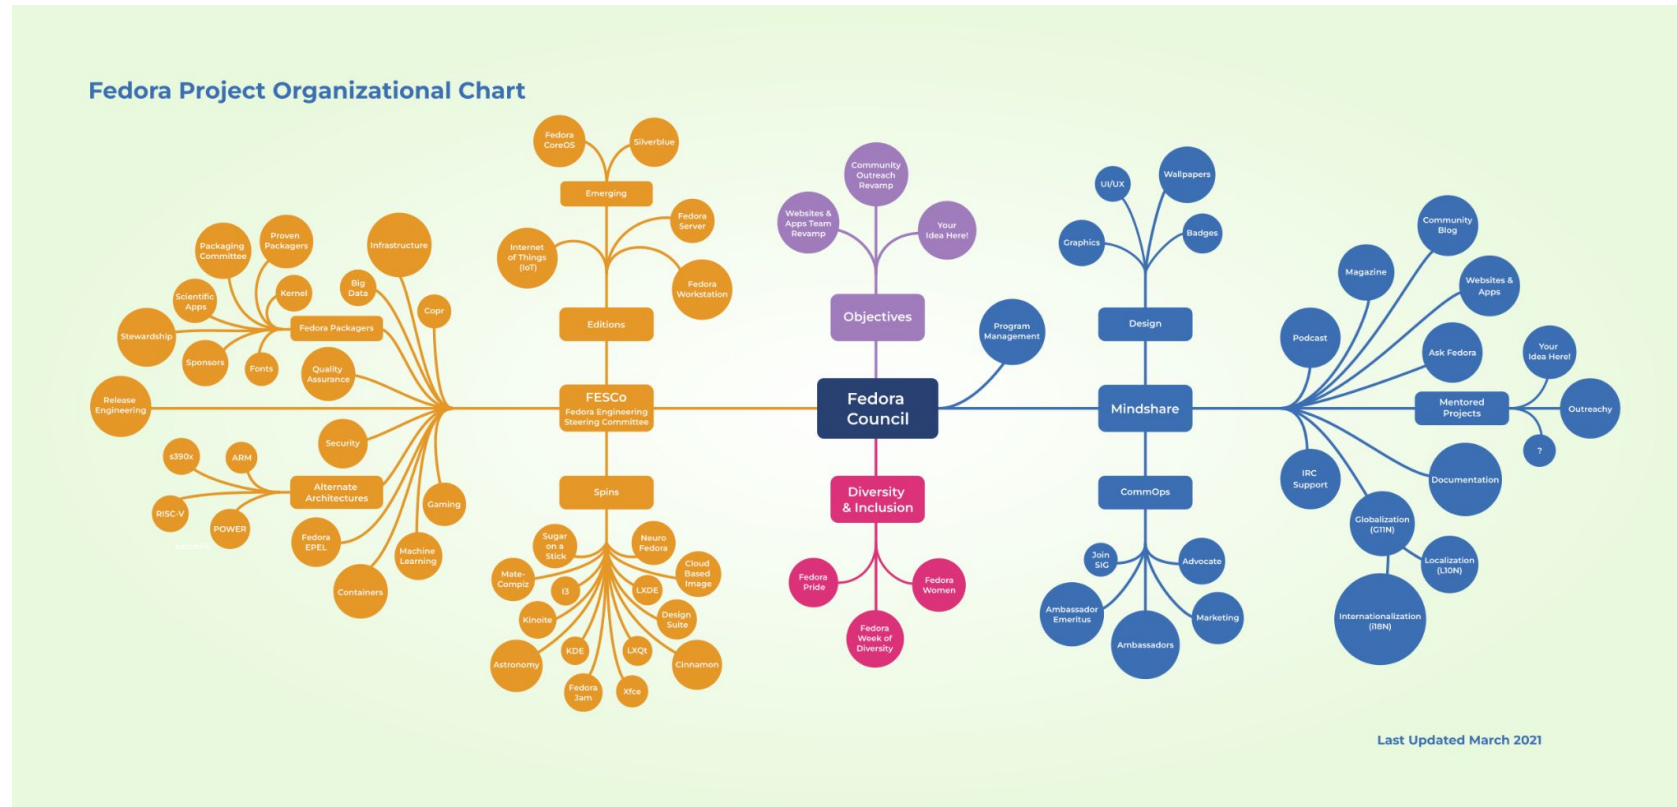 Fedora Project Organizational Chart
Fedora
CoreOS
Silverblue
Emerging
Internet
of Things
(IoT)
Fedora
Server
Fedora
Workstation
Editions
Packaging
Committee
Proven
Packagers
Infrastructure
Scientific
Apps
Kernel
Big
Data
Copr
Stewardship
Fedora Packagers
Sponsors
Fonts
Quality
Assurance
Release
Engineering
Security
s390x
ARM
Alternate
Architectures
RISC-V
POWER
Gaming
Fedora
EPEL
Machine
Learning
Containers
FESCo
Fedora Engineering
Steering Committee
Spins
Sugar
on a
Stick
Neuro
Fedora
Mate-
Compiz
Cloud
Based
Image
I3
LXDE
Kinoite
Design
Suite
KDE
LXQt
Astronomy
Cinnamon
Fedora
Jam
Xfce
Community
Outreach
Revamp
Websites &
Apps Team
Revamp
Your
Idea Here!
Objectives
Program
Management
Fedora
Council
Diversity
& Inclusion
Fedora
Pride
Fedora
Women
Fedora
Week of
Diversity
UI/UX
Wallpapers
Graphics
Badges
Design
Mindshare
CommOps
Join
SIG
Advocate
Ambassador
Emeritus
Marketing
Ambassadors
Community
Blog
Magazine
Websites &
Apps
Podcast
Ask Fedora
Your
Idea Here!
Mentored
Projects
Outreachy
?
IRC
Support
Documentation
Globalization
(G11N)
Localization
(L10N)
Internationalization
(i18N)
Last Updated March 2021